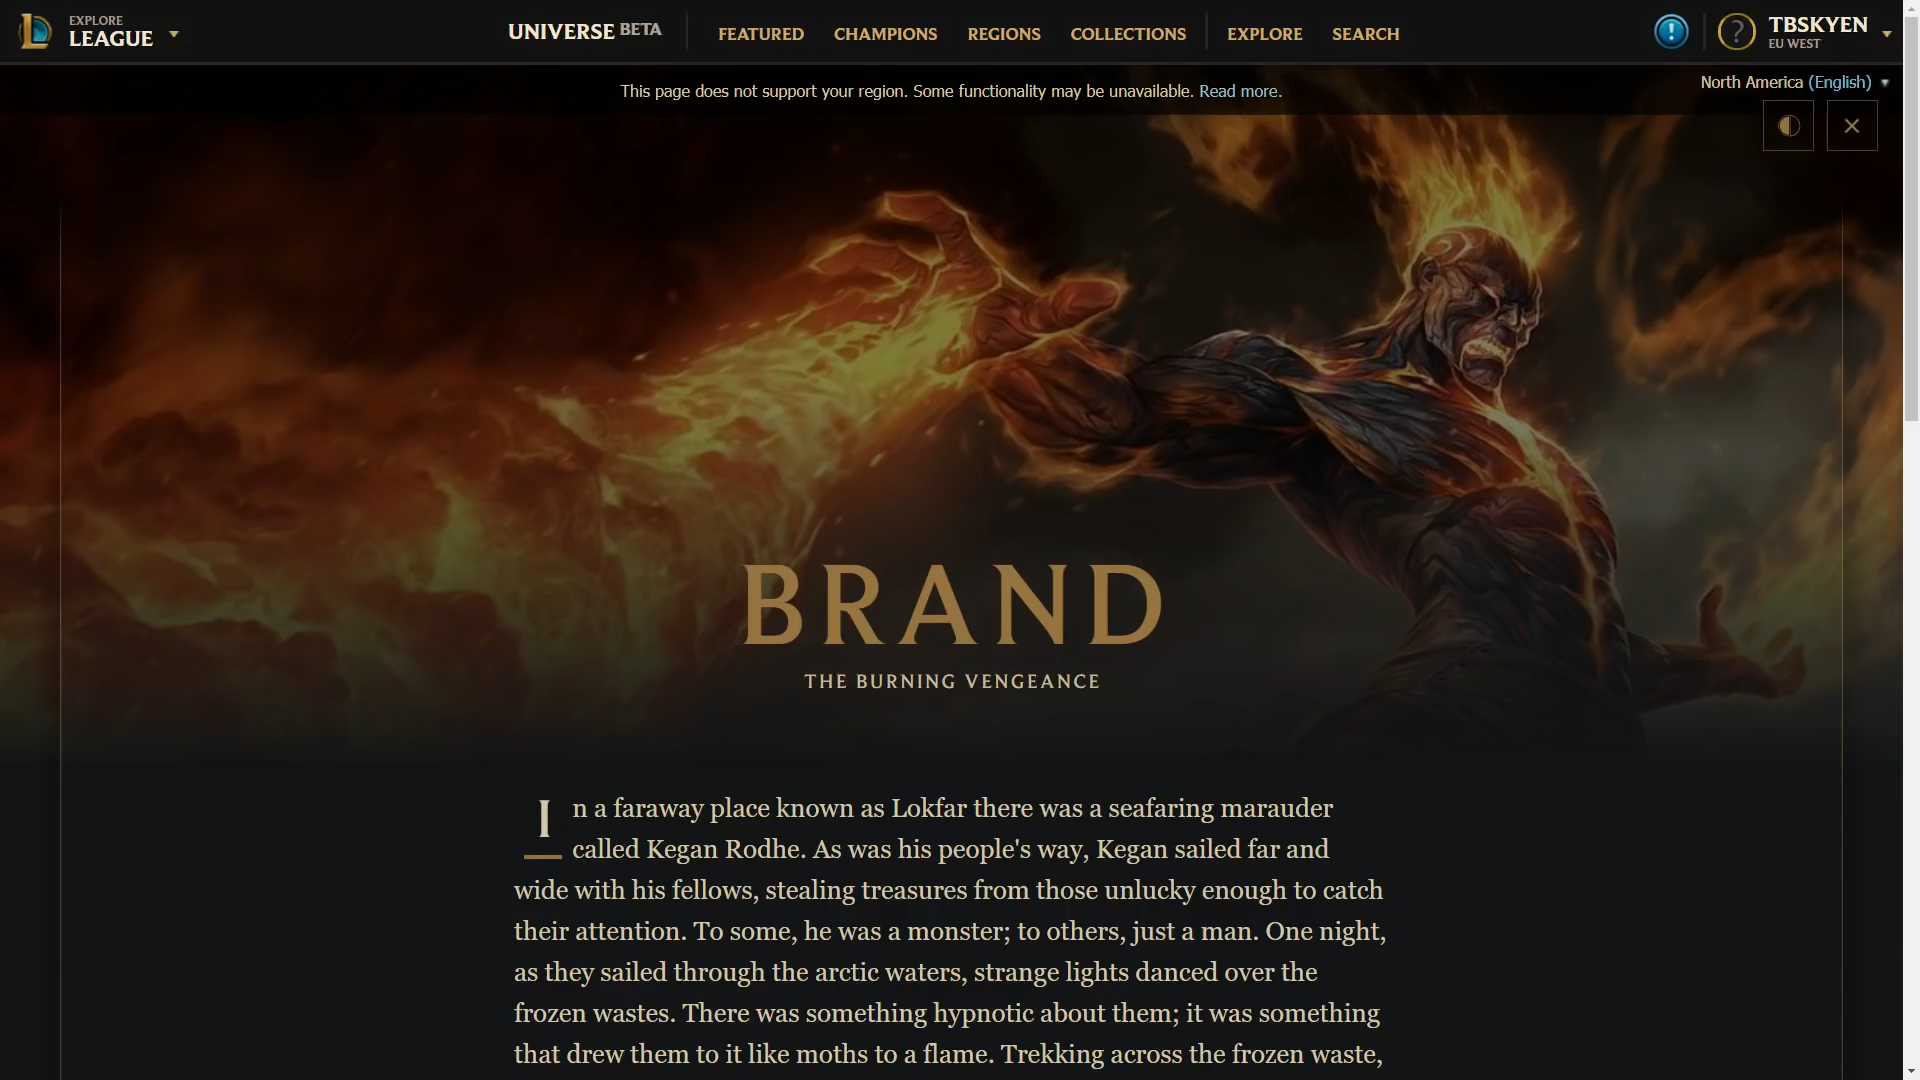 EXPLORE
LEAGUE
UNIVERSE BETA
FEATURED
CHAMPIONS
REGIONS
COLLECTIONS
EXPLORE
SEARCH
TBSKYEN
EU WEST
This page does not support your region. Some functionality may be unavailable. Read more.
North America (English)
BRAND
THE BURNING VENGEANCE
In a faraway place known as Lokfar there was a seafaring marauder
called Kegan Rodhe. As was his people's way, Kegan sailed far and
wide with his fellows, stealing treasures from those unlucky enough to catch
their attention. To some, he was a monster; to others, just a man. One night,
as they sailed through the arctic waters, strange lights danced over the
frozen wastes. There was something hypnotic about them; it was something
that drew them to it like moths to a flame. Trekking across the frozen waste,